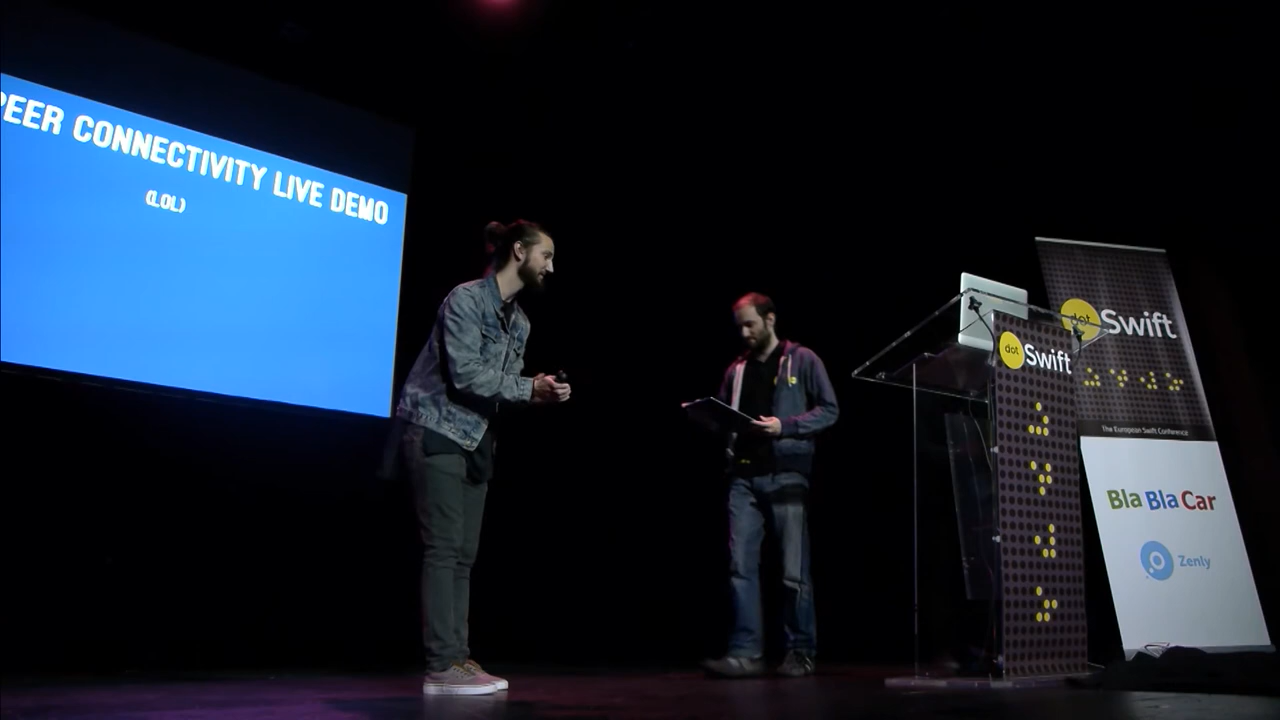 PEER CONNECTIVITY LIVE DEMO
(LOL)
dot Swift
dot Swift
The European Swift Conference
BlaBlaCar
Zenly